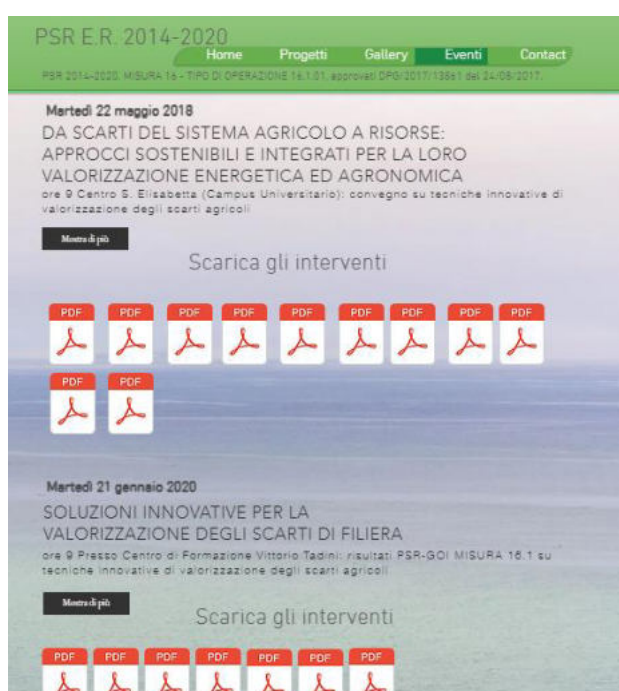 PSR E.R. 2014-2020
Home Progetti Gallery Eventi Contact
PSR 2014-2020, MISURA 16 - TIPO DI OPERAZIONE 16.1.01, approvati DPG/2017/13861 del 24/08/2017.
Martedì 22 maggio 2018
DA SCARTI DEL SISTEMA AGRICOLO A RISORSE:
APPROCCI SOSTENIBILI E INTEGRATI PER LA LORO
VALORIZZAZIONE ENERGETICA ED AGRONOMICA
ore 9 Centro S. Elisabetta (Campus Universitario): convegno su tecniche innovative di
valorizzazione degli scarti agricoli
Mostra di più
Scarica gli interventi
PDF PDF PDF PDF PDF PDF PDF PDF PDF
PDF PDF
Martedì 21 gennaio 2020
SOLUZIONI INNOVATIVE PER LA
VALORIZZAZIONE DEGLI SCARTI DI FILIERA
ore 9 Presso Centro di Formazione Vittorio Tadini: risultati PSR-GOI MISURA 16.1 su
tecniche innovative di valorizzazione degli scarti agricoli
Mostra di più
Scarica gli interventi
PDF PDF PDF PDF PDF PDF PDF